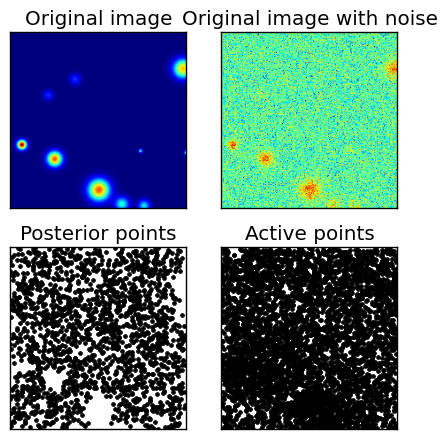 Original image
Original image with noise
Posterior points
Active points